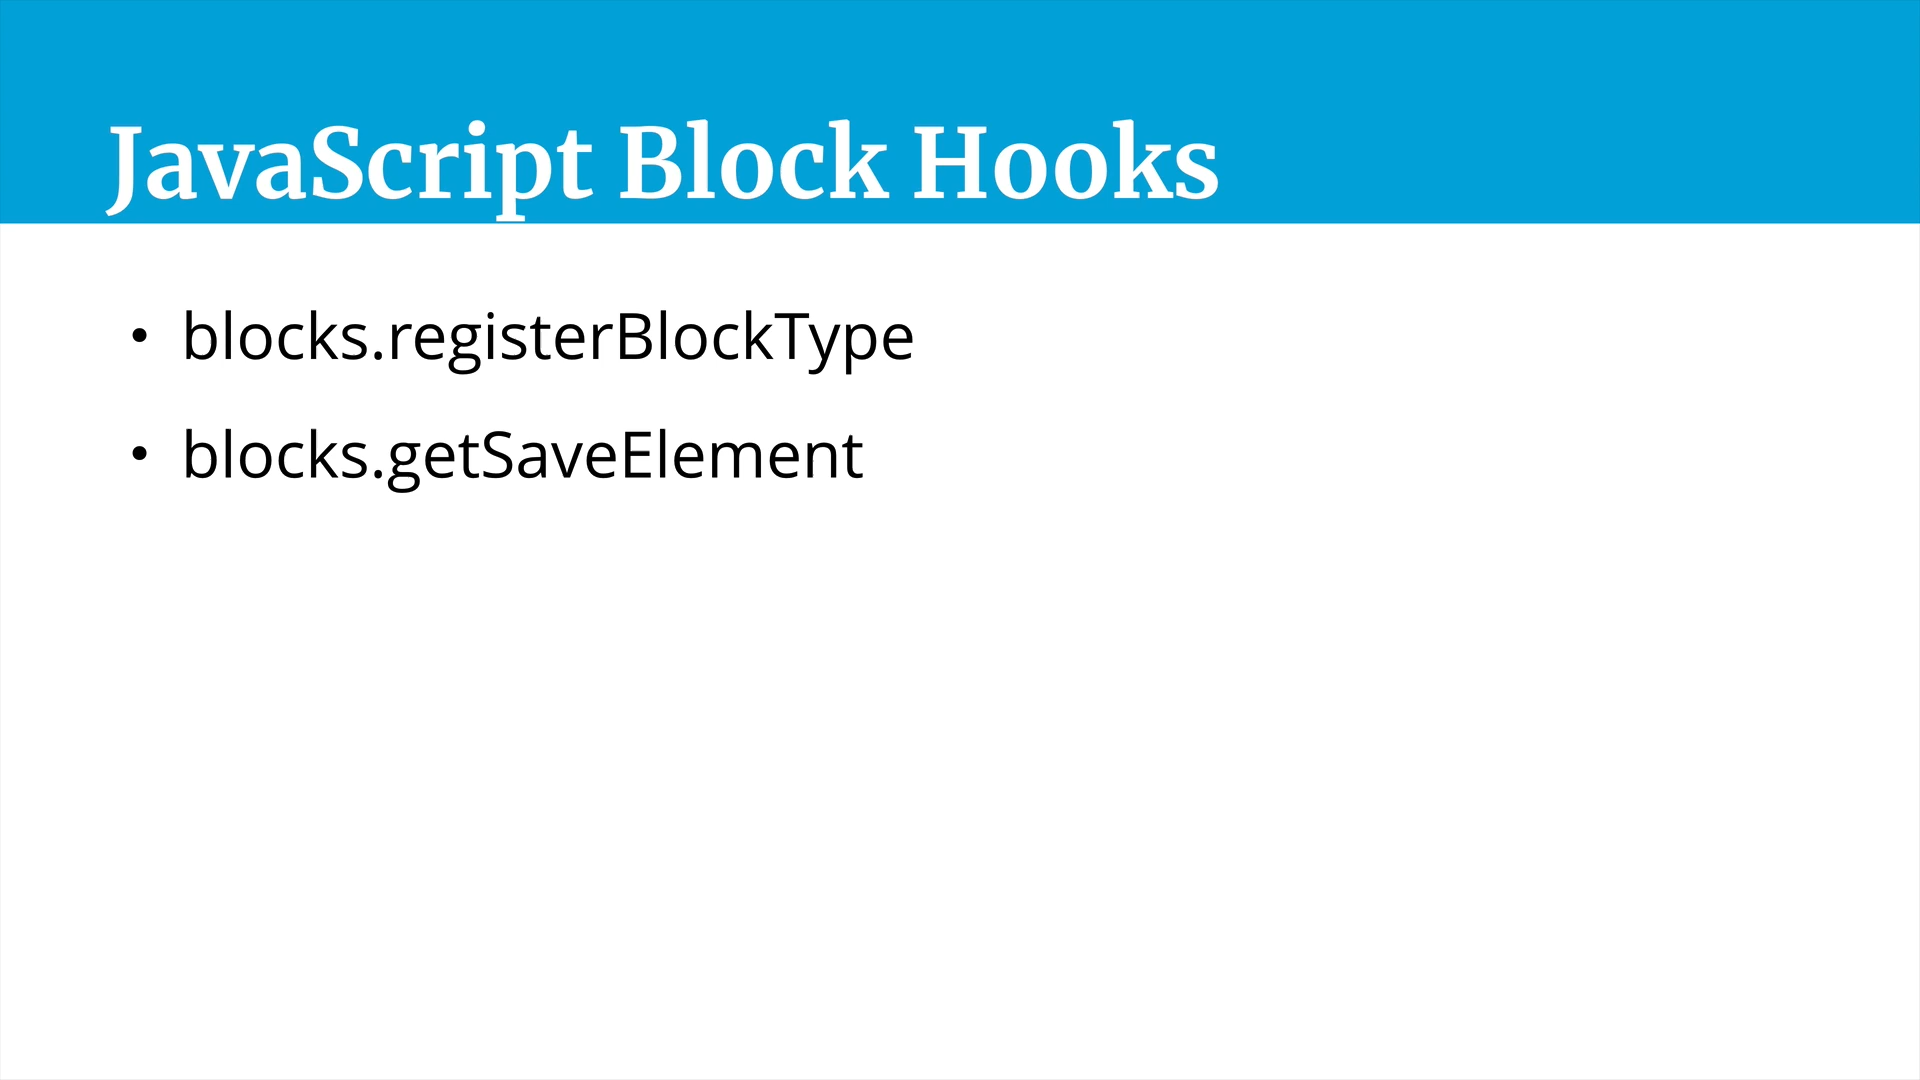 JavaScript Block Hooks
• blocks.registerBlockType
• blocks.getSaveElement